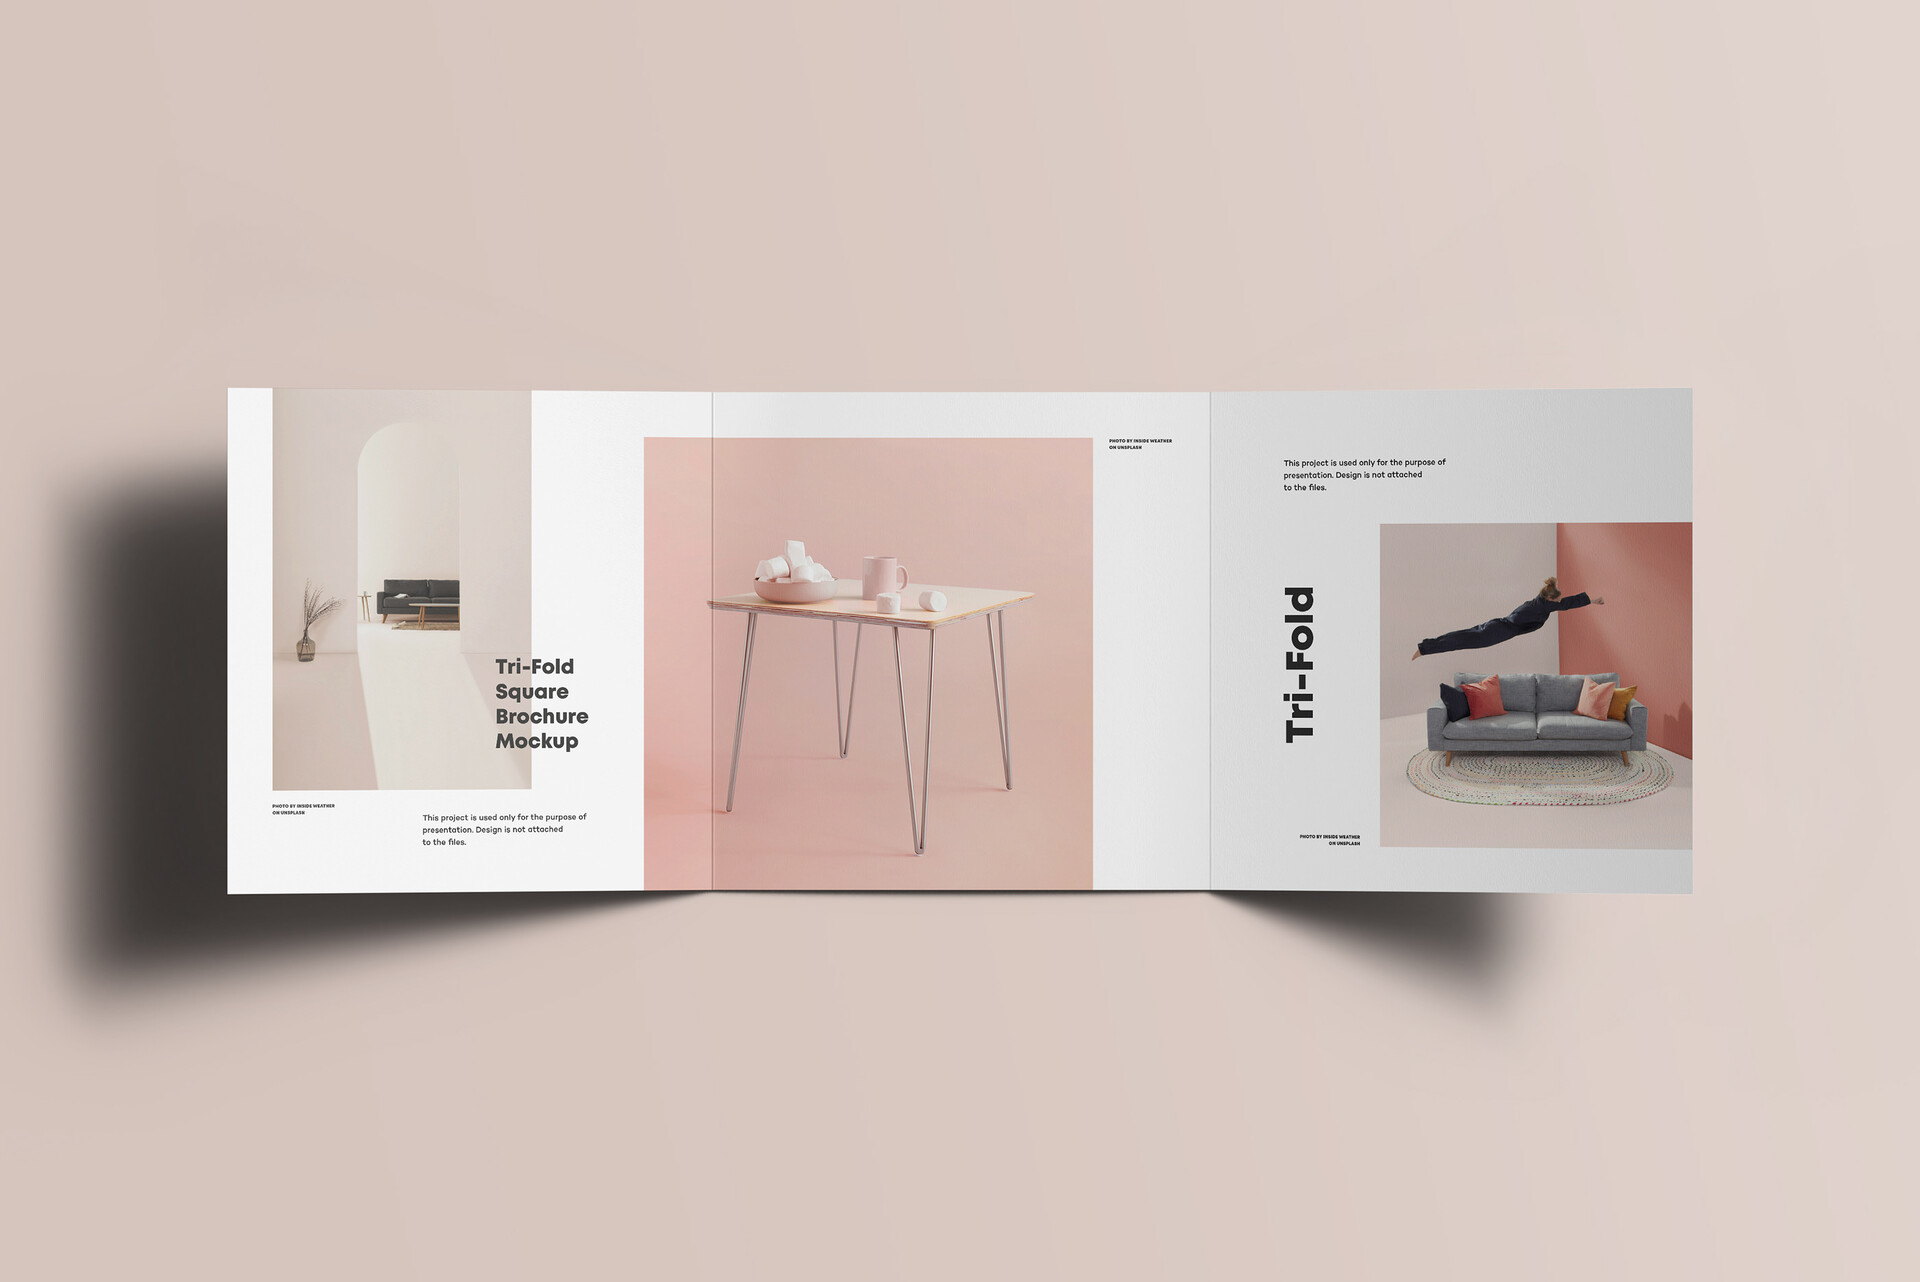 Tri-Fold
Square
Brochure
Mockup
PHOTO BY INSIDE WEATHER
ON UNSPLASH
This project is used only for the purpose of
presentation. Design is not attached
to the files.
PHOTO BY INSIDE WEATHER
ON UNSPLASH
This project is used only for the purpose of
presentation. Design is not attached
to the files.
Tri-Fold
PHOTO BY INSIDE WEATHER
ON UNSPLASH